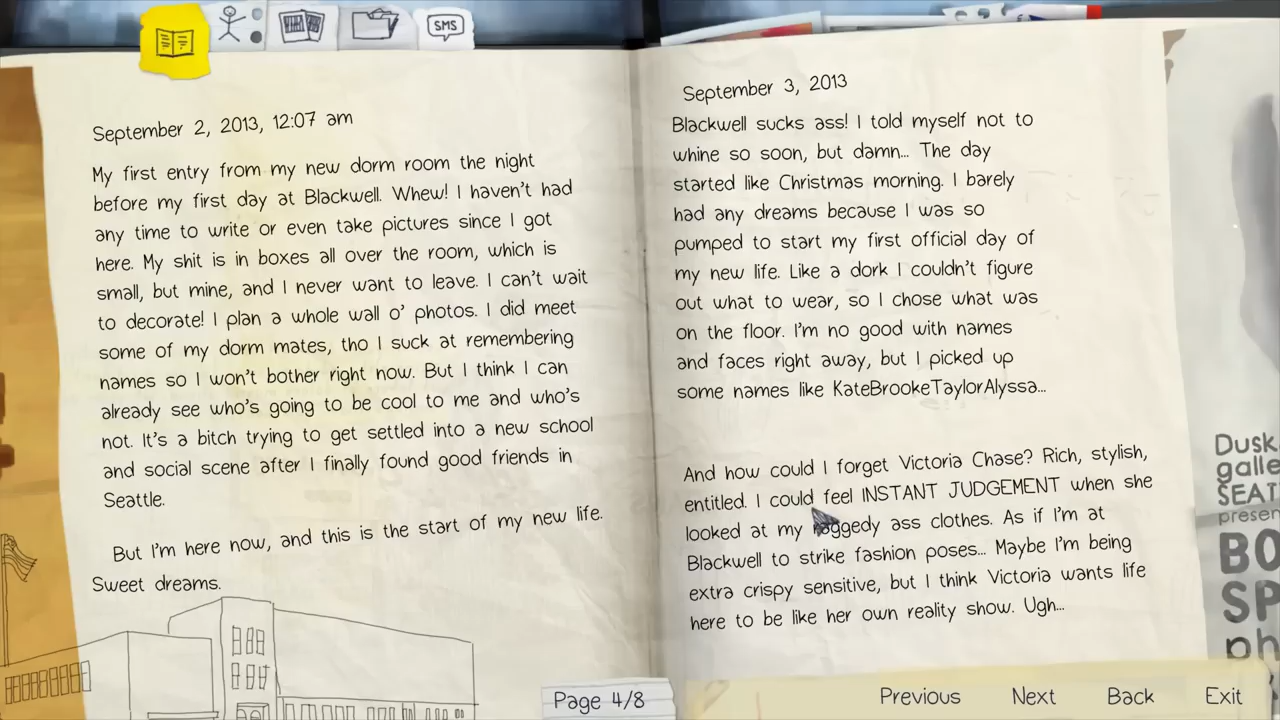 SMS
September 2, 2013, 12:07 am
My first entry from my new dorm room the night
before my first day at Blackwell. Whew! I haven't had
any time to write or even take pictures since I got
here. My shit is in boxes all over the room, which is
small, but mine, and I never want to leave. I can't wait
to decorate! I plan a whole wall o' photos. I did meet
some of my dorm mates, tho I suck at remembering
names so I won't bother right now. But I think I can
already see who's going to be cool to me and who's
not. It's a bitch trying to get settled into a new school
and social scene after I finally found good friends in
Seattle.
But I'm here now, and this is the start of my new life.
Sweet dreams.
September 3, 2013
Blackwell sucks ass! I told myself not to
whine so soon, but damn... The day
started like Christmas morning. I barely
had any dreams because I was so
pumped to start my first official day of
my new life. Like a dork I couldn't figure
out what to wear, so I chose what was
on the floor. I'm no good with names
and faces right away, but I picked up
some names like KateBrookeTaylorAlyssa...
And how could I forget Victoria Chase? Rich, stylish,
entitled. I could feel INSTANT JUDGEMENT when she
looked at my raggedy ass clothes. As if I'm at
Blackwell to strike fashion poses... Maybe I'm being
extra crispy sensitive, but I think Victoria wants life
here to be like her own reality show. Ugh...
Dusk
galle
SEAT
presen
BO
SP
ph
Page 4/8
Previous Next Back Exit